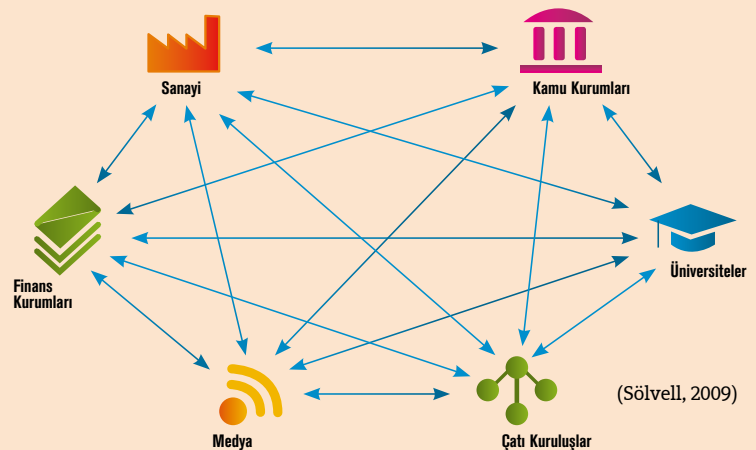 Sanayi
Kamu Kurumları
Finans
Kurumları
Üniversiteler
(Sölvell, 2009)
Medya
Çatı Kuruluşlar